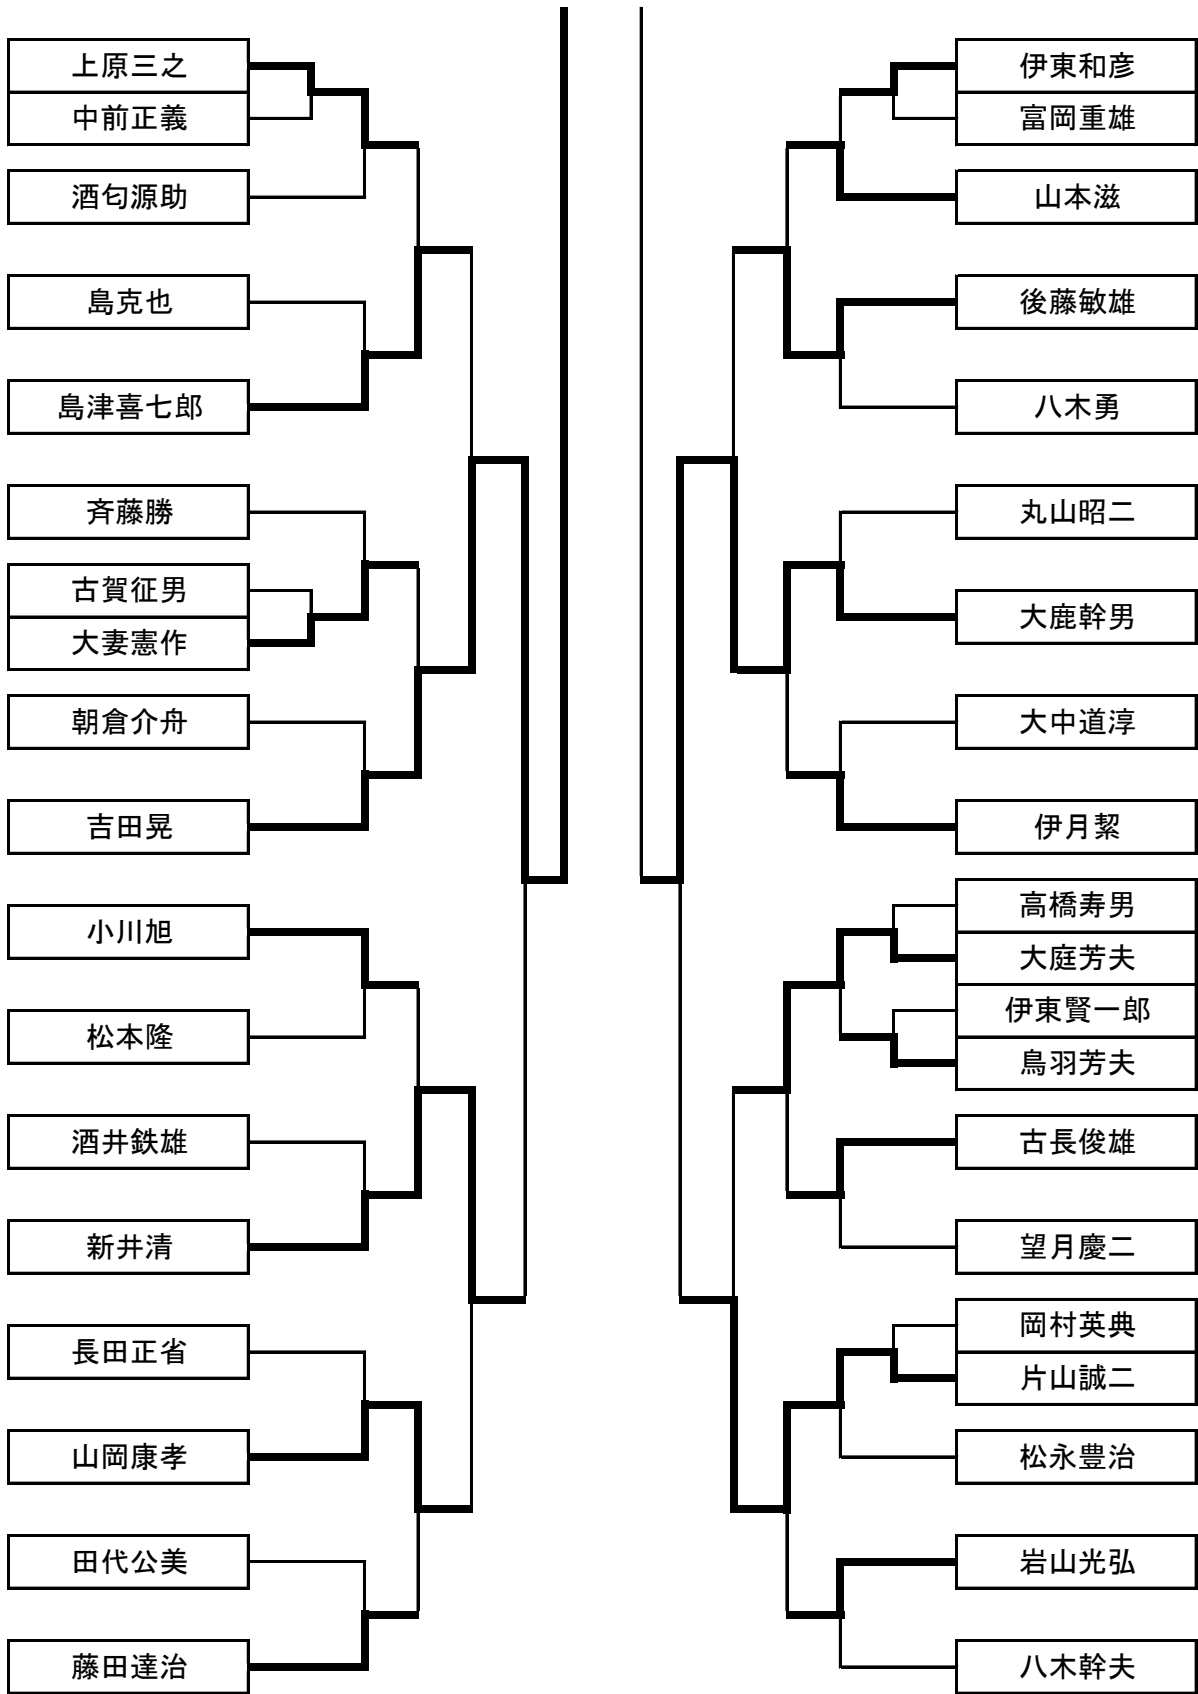 上原三之
中前正義
酒匂源助
島克也
島津喜七郎
斉藤勝
古賀征男
大妻憲作
朝倉介舟
吉田晃
小川旭
松本隆
酒井鉄雄
新井清
長田正省
山岡康孝
田代公美
藤田達治
伊東和彦
富岡重雄
山本滋
後藤敏雄
八木勇
丸山昭二
大鹿幹男
大中道淳
伊月絜
高橋寿男
大庭芳夫
伊東賢一郎
鳥羽芳夫
古長俊雄
望月慶二
岡村英典
片山誠二
松永豊治
岩山光弘
八木幹夫